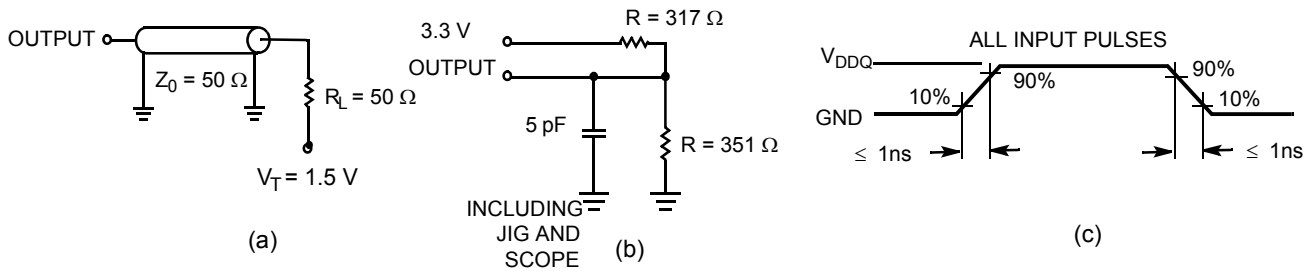 OUTPUT
Z0 = 50 Ω
RL = 50 Ω
VT = 1.5 V
(a)
R = 317 Ω
3.3 V
OUTPUT
5 pF
R = 351 Ω
INCLUDING
JIG AND
SCOPE
(b)
ALL INPUT PULSES
VDDQ
90%
90%
10%
10%
GND
≤ 1ns
≤ 1ns
(c)